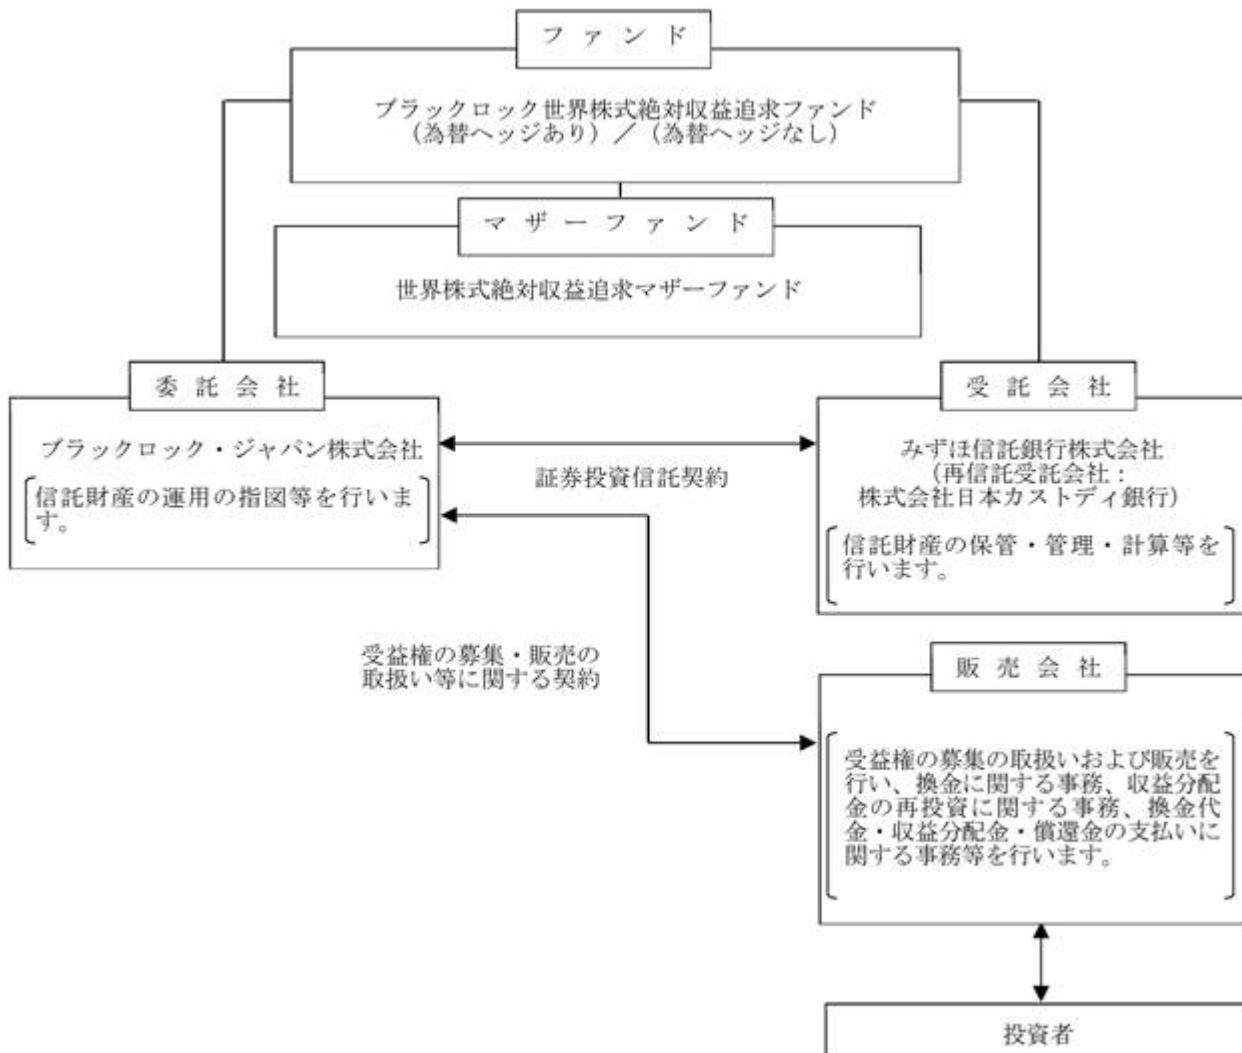 ファンド
ブラックロック世界株式絶対収益追求ファンド
（為替ヘッジあり）／（為替ヘッジなし）
マザーファンド
世界株式絶対収益追求マザーファンド
委託会社
ブラックロック・ジャパン株式会社
信託財産の運用の指図等を行いま
す。
証券投資信託契約
受託会社
みずほ信託銀行株式会社
（再信託受託会社：
株式会社日本カストディ銀行）
信託財産の保管・管理・計算等を
行います。
受益権の募集・販売の
取扱い等に関する契約
販売会社
受益権の募集の取扱いおよび販売を
行い、換金に関する事務、収益分配
金の再投資に関する事務、換金代
金・収益分配金・償還金の支払いに
関する事務等を行います。
投資者